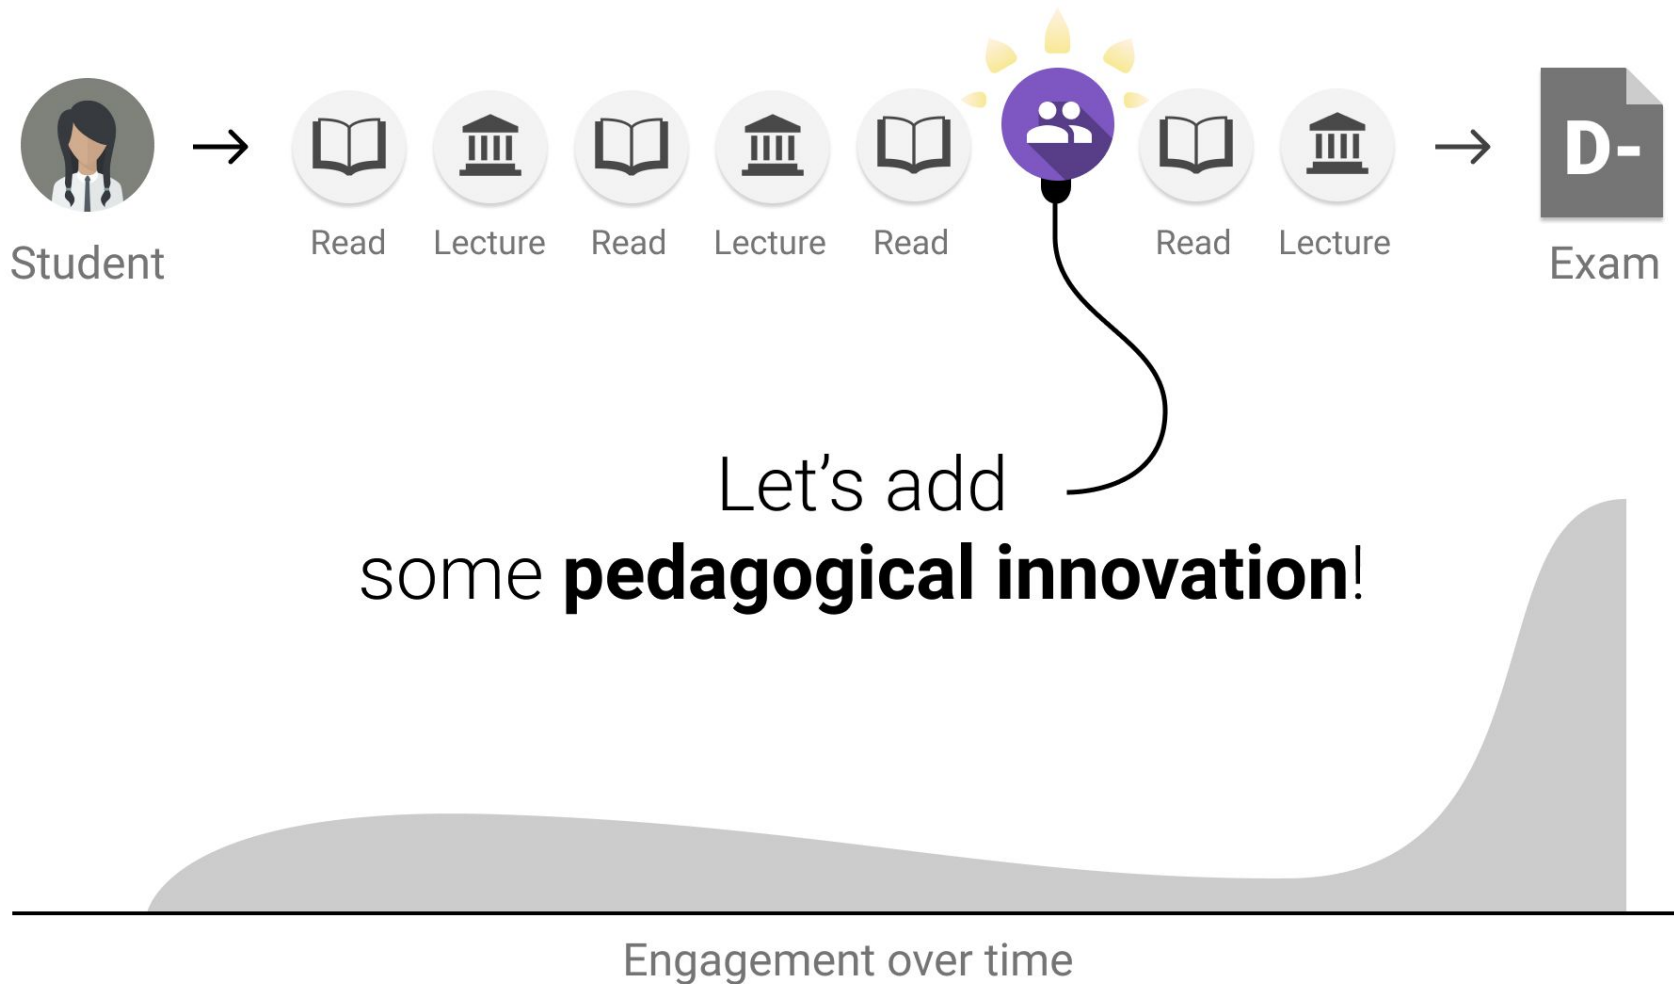 Student
Read
Lecture
Read
Lecture
Read
Read
Lecture
D-
Exam
Let's add
some pedagogical innovation!
Engagement over time